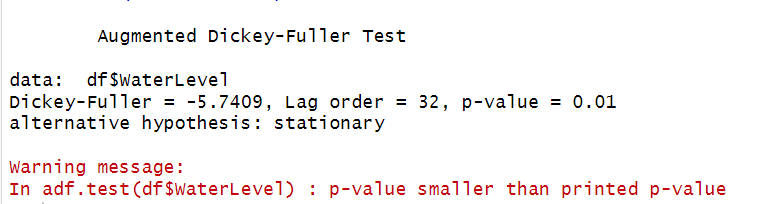 Augmented Dickey-Fuller Test
data:  df$WaterLevel
Dickey-Fuller = -5.7409, Lag order = 32, p-value = 0.01
alternative hypothesis: stationary
Warning message:
In adf.test(df$WaterLevel) : p-value smaller than printed p-value